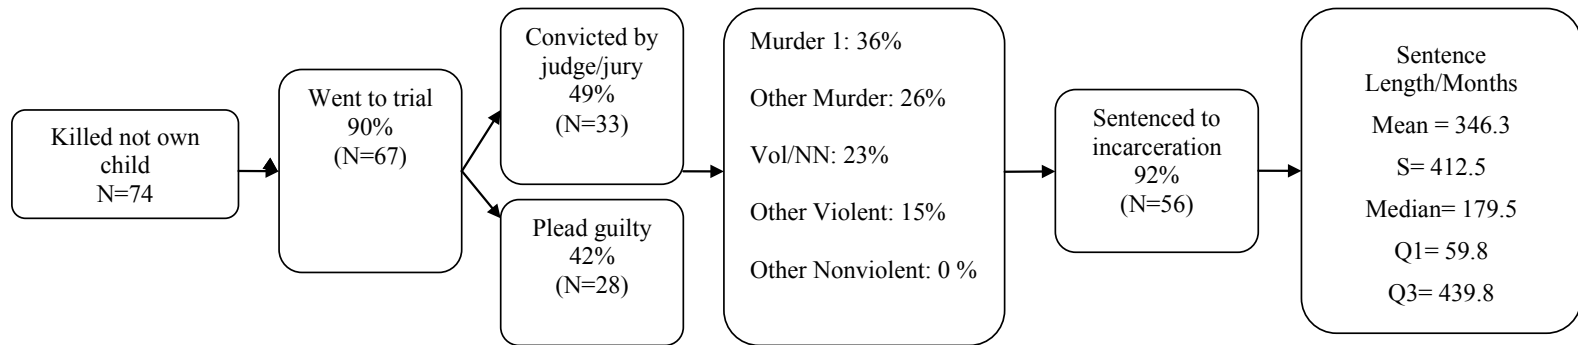 Killed not own
child
N=74
Went to trial
90%
(N=67)
Convicted by
judge/jury
49%
(N=33)
Plead guilty
42%
(N=28)
Murder 1: 36%
Other Murder: 26%
Vol/NN: 23%
Other Violent: 15%
Other Nonviolent: 0 %
Sentenced to
incarceration
92%
(N=56)
Sentence
Length/Months
Mean = 346.3
S= 412.5
Median= 179.5
Q1= 59.8
Q3= 439.8